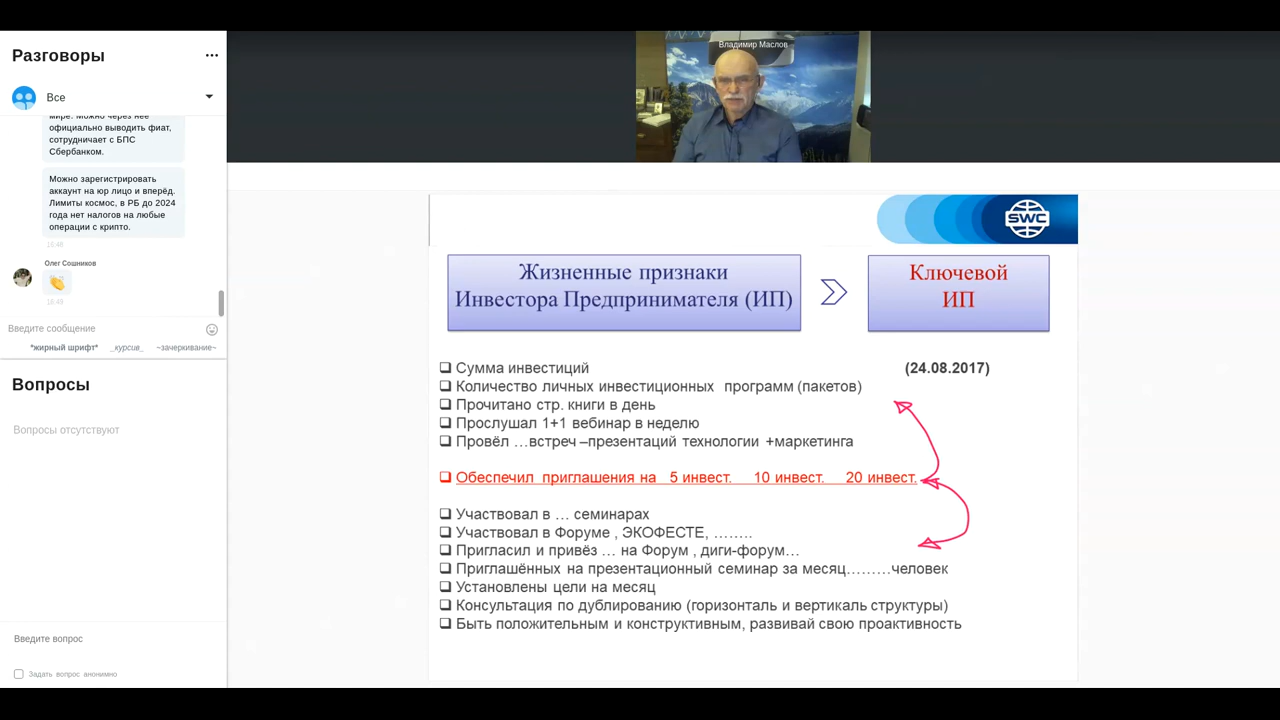 Разговоры
Все
мире. Можно через неё
официально выводить фиат,
сотрудничает с БПС
Сбербанком.
Можно зарегистрировать
аккаунт на юр лицо и вперёд.
Лимиты космос, в РБ до 2024
года нет налогов на любые
операции с крипто.
Олег Сошников
18:49
Введите сообщение
*жирный шрифт* _курсив_ ~зачеркивание~
Вопросы
Вопросы отсутствуют
Введите вопрос
Задать вопрос анонимно
Владимир Маслов
SWC
Жизненные признаки
Инвестора Предпринимателя (ИП)
Ключевой
ИП
Сумма инвестиций (24.08.2017)
Количество личных инвестиционных программ (пакетов)
Прочитано стр. книги в день
Прослушал 1+1 вебинар в неделю
Провёл …встреч –презентаций технологии +маркетинга
Обеспечил приглашения на 5 инвест. 10 инвест. 20 инвест.
Участвовал в … семинарах
Участвовал в Форуме , ЭКОФЕСТЕ, ……..
Пригласил и привёз … на Форум , диги-форум…
Приглашённых на презентационный семинар за месяц………человек
Установлены цели на месяц
Консультация по дублированию (горизонталь и вертикаль структуры)
Быть положительным и конструктивным, развивай свою проактивность